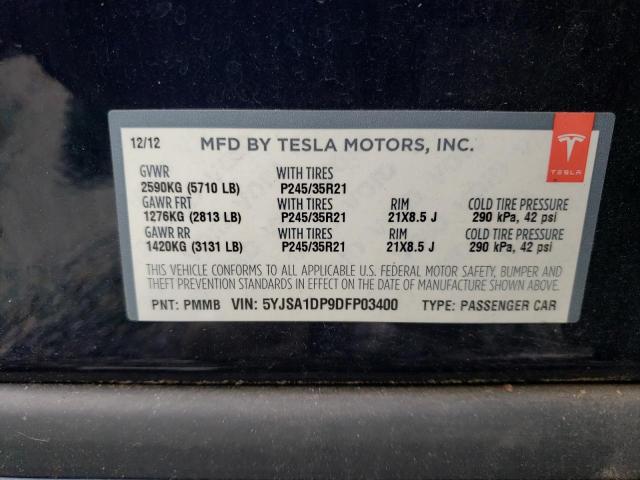 12/12 MFD BY TESLA MOTORS, INC.
TESLA
GVWR WITH TIRES
2590KG (5710 LB) P245/35R21
GAWR FRT WITH TIRES RIM COLD TIRE PRESSURE
1276KG (2813 LB) P245/35R21 21X8.5 J 290 kPa, 42 psi
GAWR RR WITH TIRES RIM COLD TIRE PRESSURE
1420KG (3131 LB) P245/35R21 21X8.5 J 290 kPa, 42 psi
THIS VEHICLE CONFORMS TO ALL APPLICABLE U.S. FEDERAL MOTOR SAFETY, BUMPER AND
THEFT PREVENTION STANDARDS IN EFFECT ON THE DATE OF MANUFACTURE SHOWN ABOVE.
PNT: PMMB VIN: 5YJSA1DP9DFP03400 TYPE: PASSENGER CAR